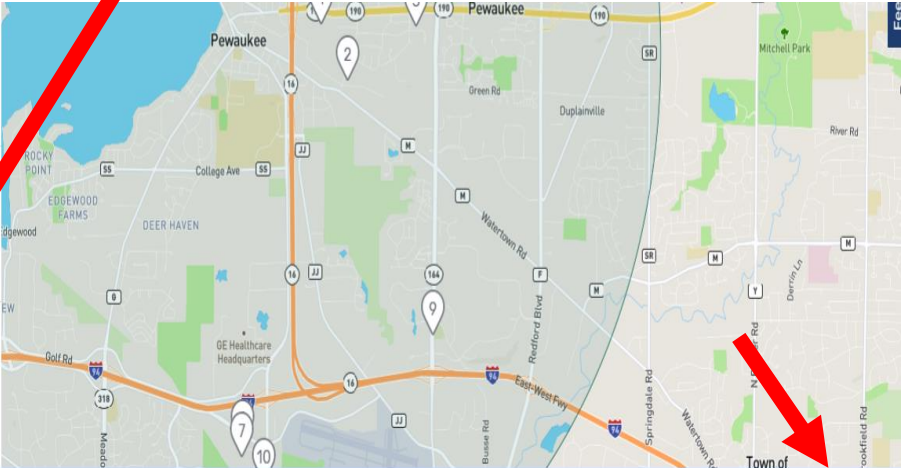 190
190
190
Pewaukee
Pewaukee
2
SR
Mitchell Park
16
Green Rd
Duplainville
River Rd
ROCKY
POINT
SS
College Ave
SS
JJ
M
M
EDGEWOOD
FARMS
DEER HAVEN
Watertown Rd
SR
M
M
Derrin Ln
16
JJ
164
F
M
Y
G
9
Redford Blvd
GE Healthcare
Headquarters
Golf Rd
94
16
94
East-West Fwy
318
JJ
94
Springdale Rd
Watertown Rd
7
10
Busse Rd
Town of